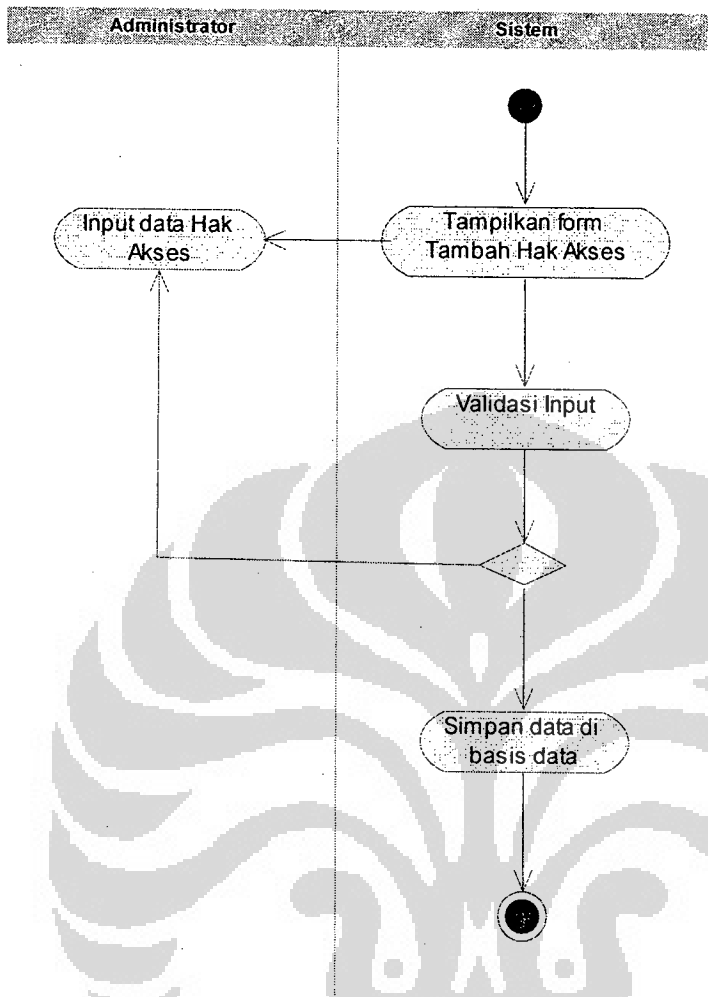 Administrator
Sistem
Input data Hak
Akses
Tampilkan form
Tambah Hak Akses
Validasi Input
Simpan data di
basis data